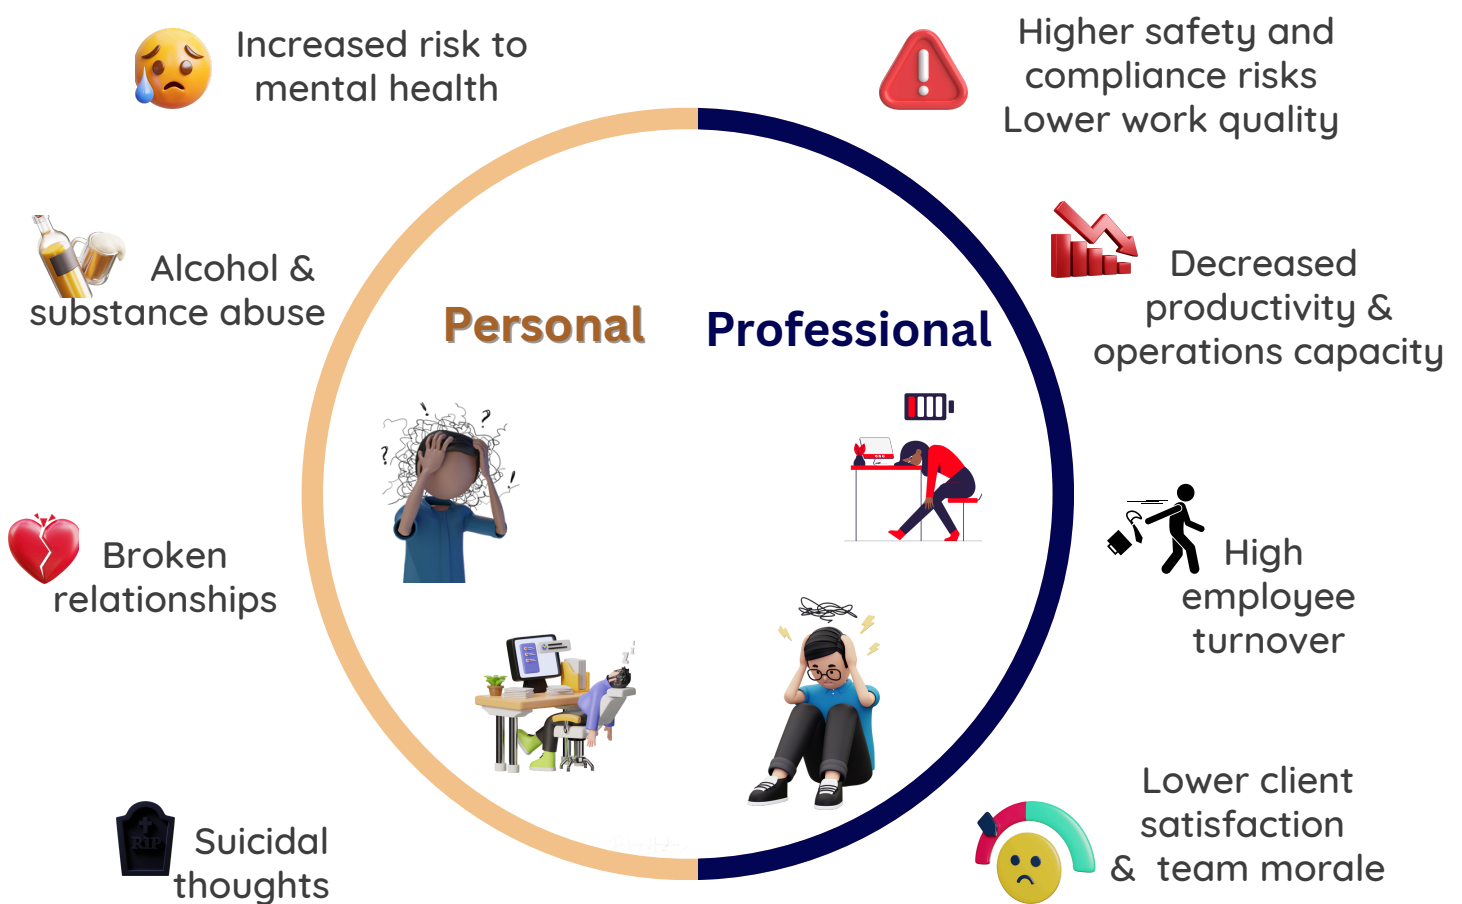 Increased risk to
mental health
Higher safety and
compliance risks
Lower work quality
Alcohol &
substance abuse
Decreased
productivity &
operations capacity
Personal
Professional
Broken
relationships
High
employee
turnover
Suicidal
thoughts
RIP
Lower client
satisfaction
& team morale